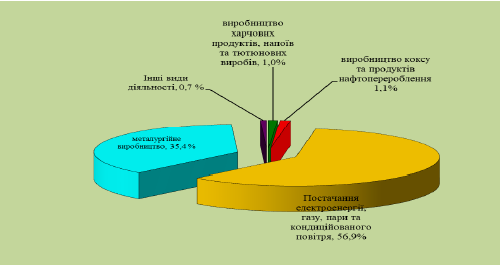 виробництво
харчових
продуктів, напоїв
та тютюнових
виробів, 1,0%
виробництво коксу
та продуктів
нафтоперероблення
1,1%
Інші види
діяльності, 0,7 %
металургійне
виробництво, 35,4%
Постачання
електроенергії,
газу, пари та
кондиційованого
повітря, 56,9%